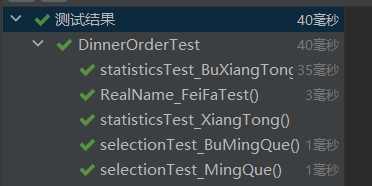 测试结果 40毫秒
DinnerOrderTest 40毫秒
statisticsTest_BuXiangTong 35毫秒
RealName_FeiFaTest() 3毫秒
statisticsTest_XiangTong()
selectionTest_BuMingQue() 1毫秒
selectionTest_MingQue() 1毫秒